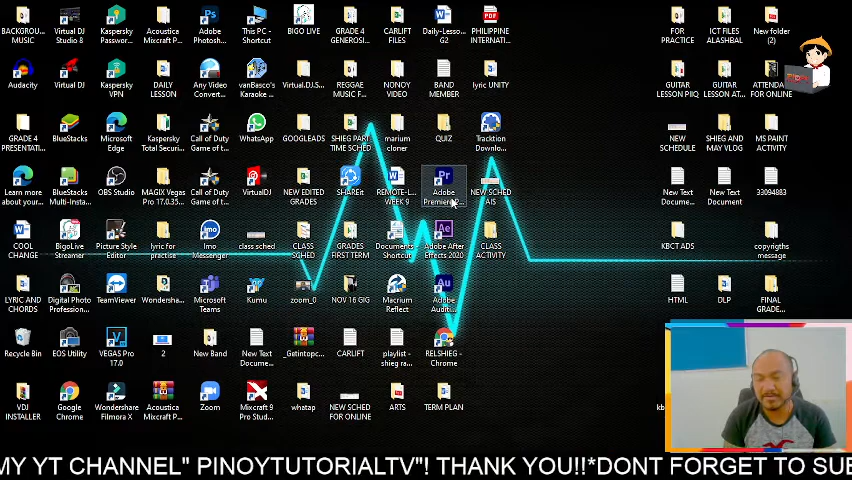 BACKGROU... MUSIC
Virtual DJ Studio 8
Kaspersky Passwor...
Acoustica Mixcraft P...
Adobe Photosh...
This PC - Shortcut
BIGO LIVE
GRADE 4 GENEROSI...
CARLIFT FILES
Daily-Lesso... G2
PHILIPPINE INTERNATI...
FOR PRACTICE
ICT FILES ALASHBAL
New folder (2)
Audacity
Virtual DJ
Kaspersky VPN
DAILY LESSON
Any Video Convert...
vanBasco's Karaoke ...
Virtual.DJ.S...
REGGAE MUSIC F...
NONOY VIDEO
BAND MEMBER
lyric UNITY
GUITAR LESSON PIIQ
GUITAR LESSON AT...
ATTENDA... FOR ONLINE
GRADE 4 PRESENTATI...
BlueStacks
Microsoft Edge
Kaspersky Total Securi...
Call of Duty Game of t...
WhatsApp
GOOGLEADS
SHIEG PART TIME SCHED
marium cloner
QUIZ
Tracktion Downlo...
NEW SCHEDULE
SHIEG AND MAY VLOG
MS PAINT ACTIVITY
Learn more about your...
BlueStacks Multi-Insta...
OBS Studio
MAGIX Vegas Pro 17.0.35...
Call of Duty Game of t...
VirtualDJ
NEW EDITED GRADES
SHAREit
REMOTE-L... WEEK 9
Adobe Premiere P...
NEW SCHED AIS
New Text Docume...
New Text Document
33094883
COOL CHANGE
BigoLive Streamer
Picture Style Editor
lyric for practise
Imo Messenger
class sched
CLASS SCHED
GRADES FIRST TERM
Documents Shortcut
Adobe After Effects 2020
CLASS ACTIVITY
KBCT ADS
copyrigths message
LYRIC AND CHORDS
Digital Photo Profession...
TeamViewer
Wondersha...
Microsoft Teams
Kumu
zoom_0
NOV 16 GIG
Macrium Reflect
Adobe Auditi...
HTML
DLP
FINAL GRADE...
Recycle Bin
EOS Utility
VEGAS Pro 17.0
2
New Band
New Text Docume...
_Getintopc...
CARLIFT
playlist - shieg ra...
RELSHIEG - Chrome
VDJ INSTALLER
Google Chrome
Wondershare Filmora X
Acoustica Mixcraft P...
Zoom
Mixcraft 9 Pro Stud...
whatap
NEW SCHED FOR ONLINE
ARTS
TERM PLAN
MY YT CHANNEL" PINOYTUTORIALTV"! THANK YOU!!*DONT FORGET TO SUB